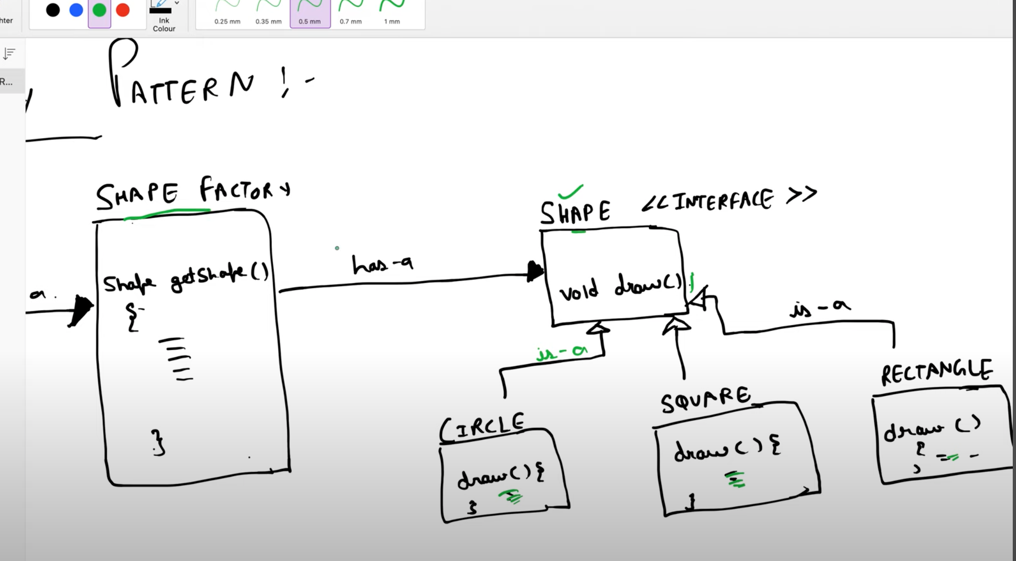 hter
Ink
Colour
0.25 mm
0.35 mm
0.5 mm
0.7 mm
1 mm
R...
PATTERN !-
SHAPE FACTORY
Shape getShape()
{
}
a.
has-a
SHAPE <<INTERFACE>>
void draw()
is-a
is-a
CIRCLE
draw(){
}
SQUARE
draw(){
}
RECTANGLE
draw()
{
}